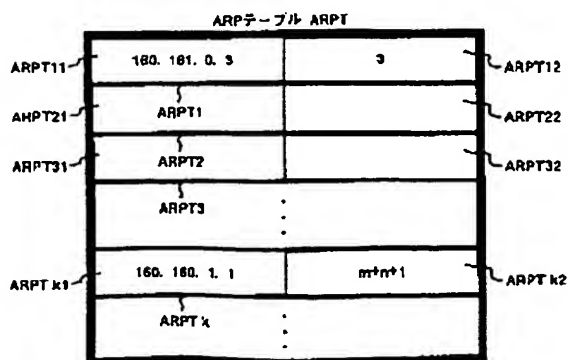 ARPテーブル ARPT
ARPT11 160. 161. 0. 3 3 ARPT12
ARPT21 ARPT1 ARPT22
ARPT31 ARPT2 ARPT32
ARPT3
ARPT k1 160. 160. 1. 1 m+n+1 ARPT k2
ARPT k